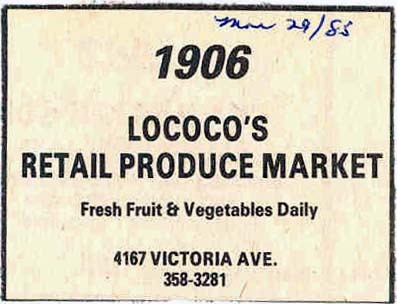 Mar 29/85
1906
LOCOCO'S
RETAIL PRODUCE MARKET
Fresh Fruit & Vegetables Daily
4167 VICTORIA AVE.
358-3281